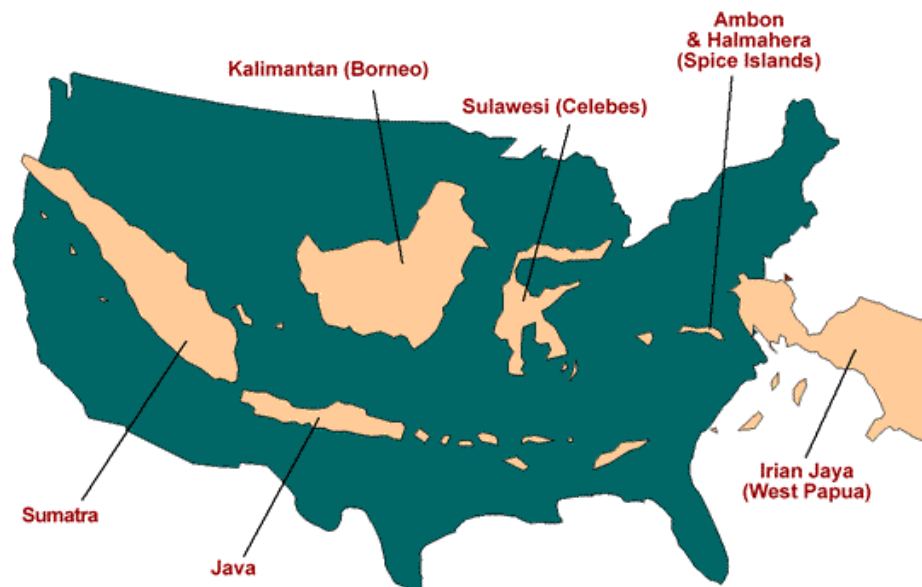 Ambon
& Halmahera
(Spice Islands)
Kalimantan (Borneo)
Sulawesi (Celebes)
Irian Jaya
(West Papua)
Sumatra
Java